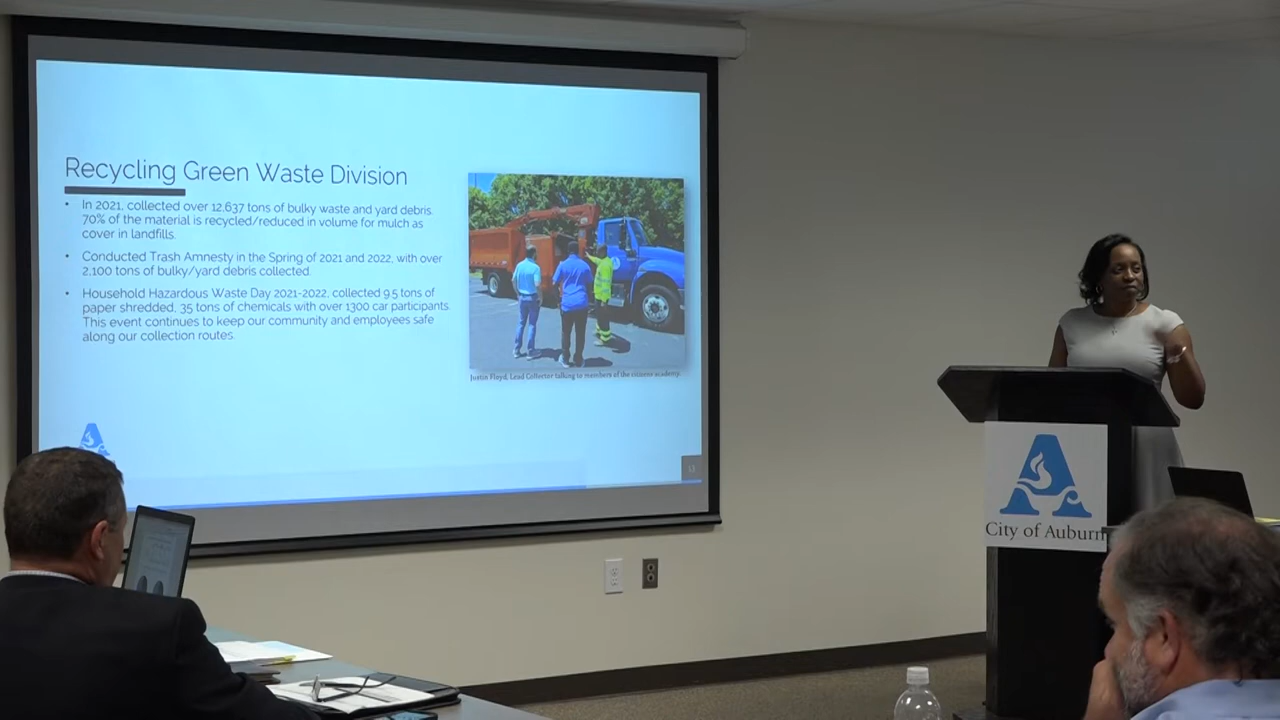 Recycling Green Waste Division
• In 2021, collected over 12,637 tons of bulky waste and yard debris.
70% of the material is recycled/reduced in volume for mulch as
cover in landfills.
• Conducted Trash Amnesty in the Spring of 2021 and 2022, with over
2,100 tons of bulky/yard debris collected.
• Household Hazardous Waste Day 2021-2022, collected 9.5 tons of
paper shredded, 35 tons of chemicals with over 1300 car participants.
This event continues to keep our community and employees safe
along our collection routes.
Justin Floyd, Lead Collector talking to members of the citizens academy.
13
A
City of Auburn